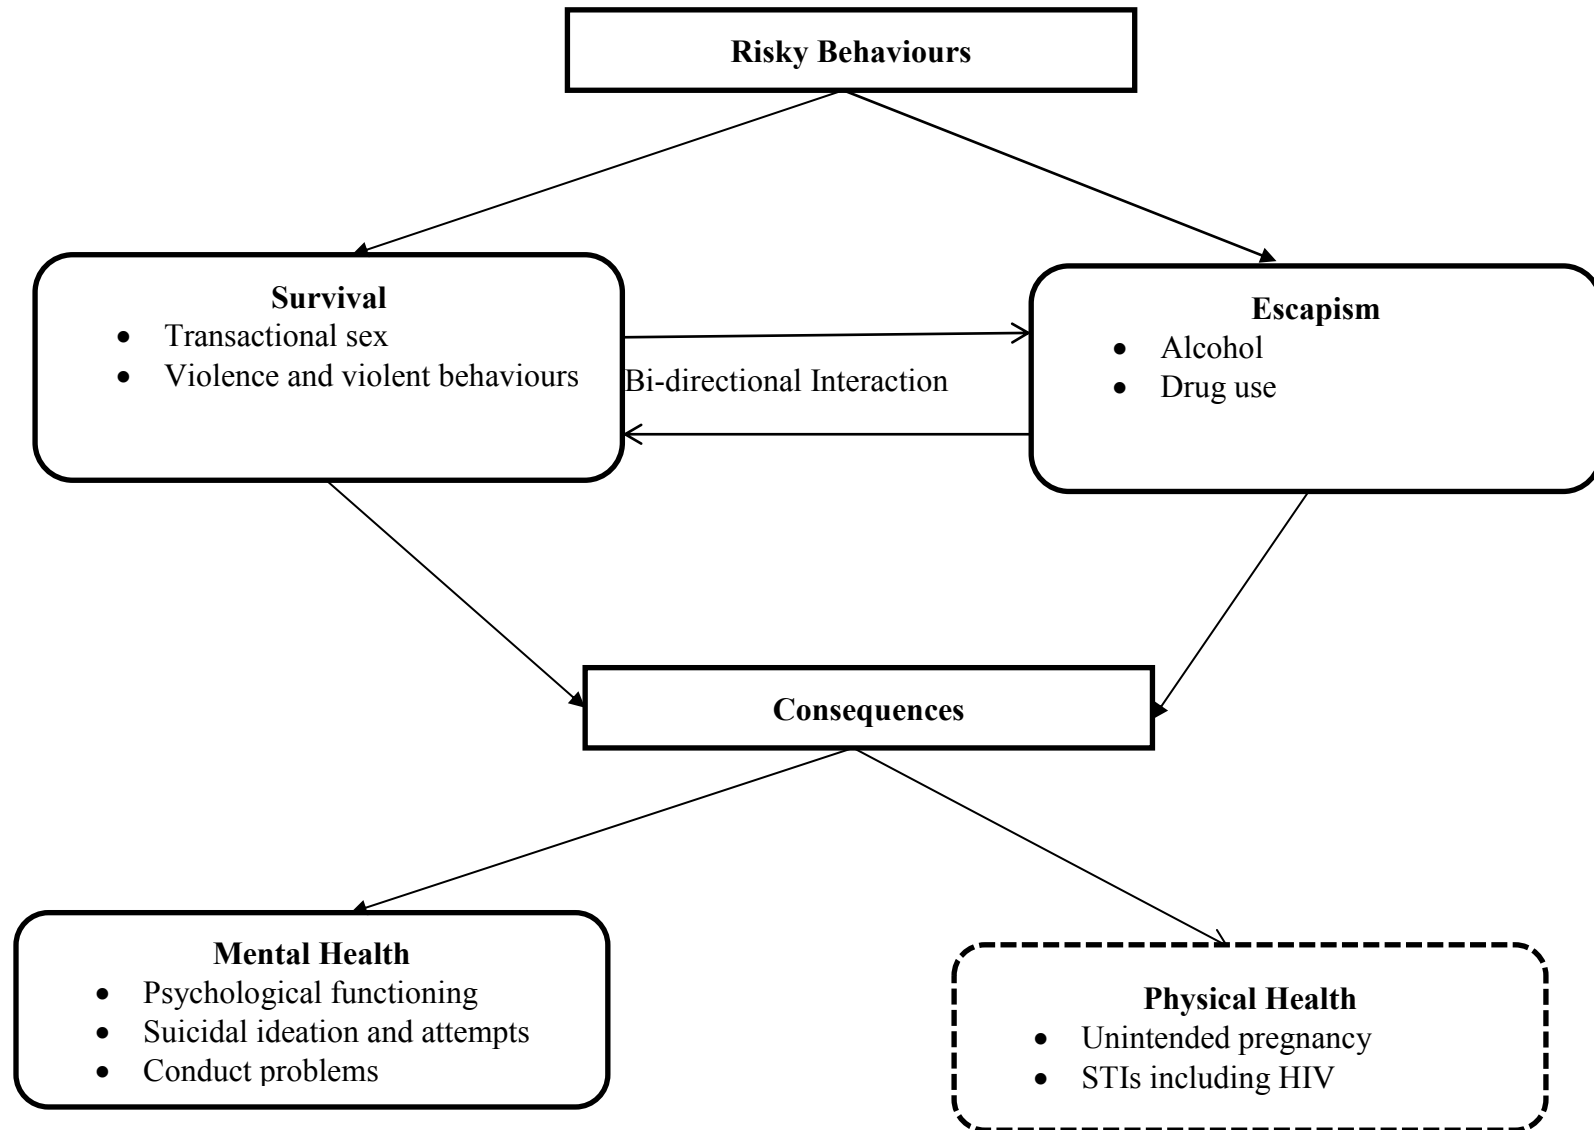 Risky Behaviours
Survival
• Transactional sex
• Violence and violent behaviours
Bi-directional Interaction
Escapism
• Alcohol
• Drug use
Consequences
Mental Health
• Psychological functioning
• Suicidal ideation and attempts
• Conduct problems
Physical Health
• Unintended pregnancy
• STIs including HIV